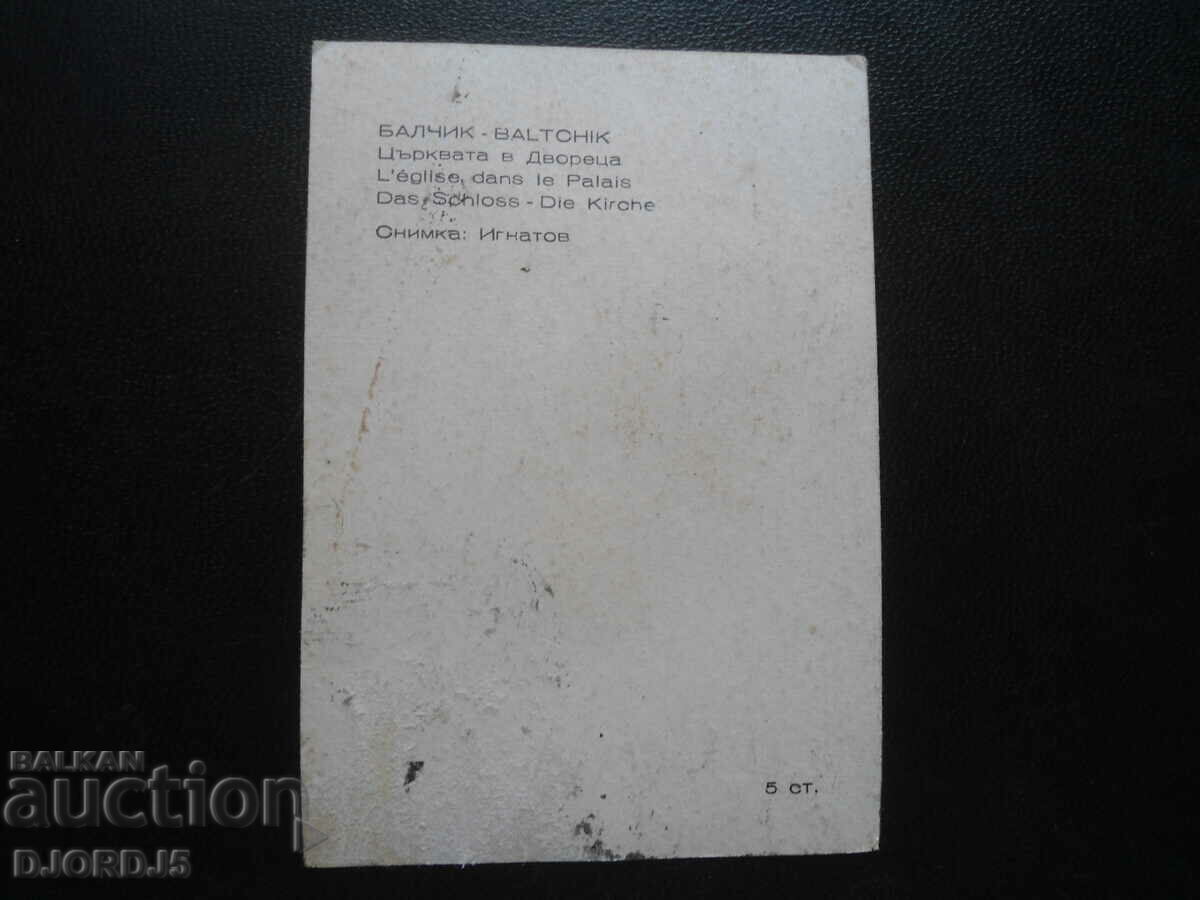 БАЛЧИК - BALTCHIK
Църквата в Двореца
L'église dans le Palais
Das Schloss - Die Kirche
Снимка: Игнатов
5 ст.
BALKAN
auction
DJORDJ5